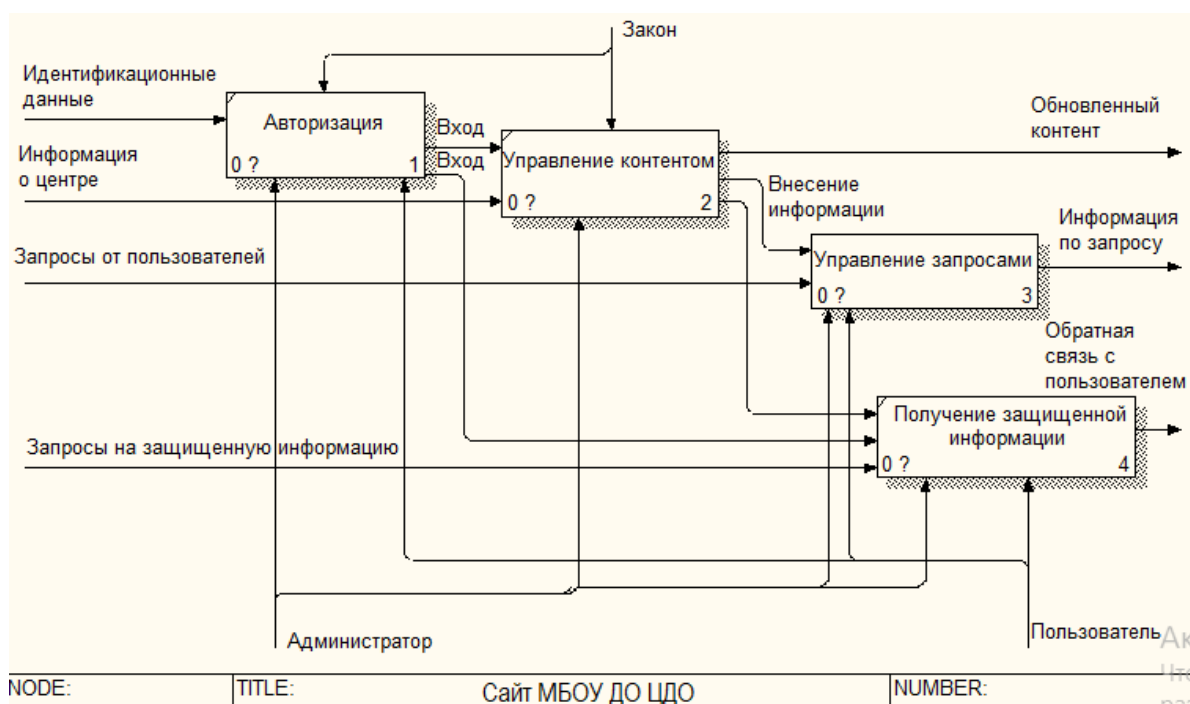 Закон
Идентификационные
данные
Авторизация
0 ?
1
Информация
о центре
Вход
Вход
Управление контентом
0 ?
2
Обновленный
контент
Внесение
информации
Запросы от пользователей
Управление запросами
0 ?
3
Информация
по запросу
Обратная
связь с
пользователем
Получение защищенной
информации
0 ?
4
Запросы на защищенную информацию
Администратор
Пользователь
NODE:
TITLE:
Сайт МБОУ ДО ЦДО
NUMBER: